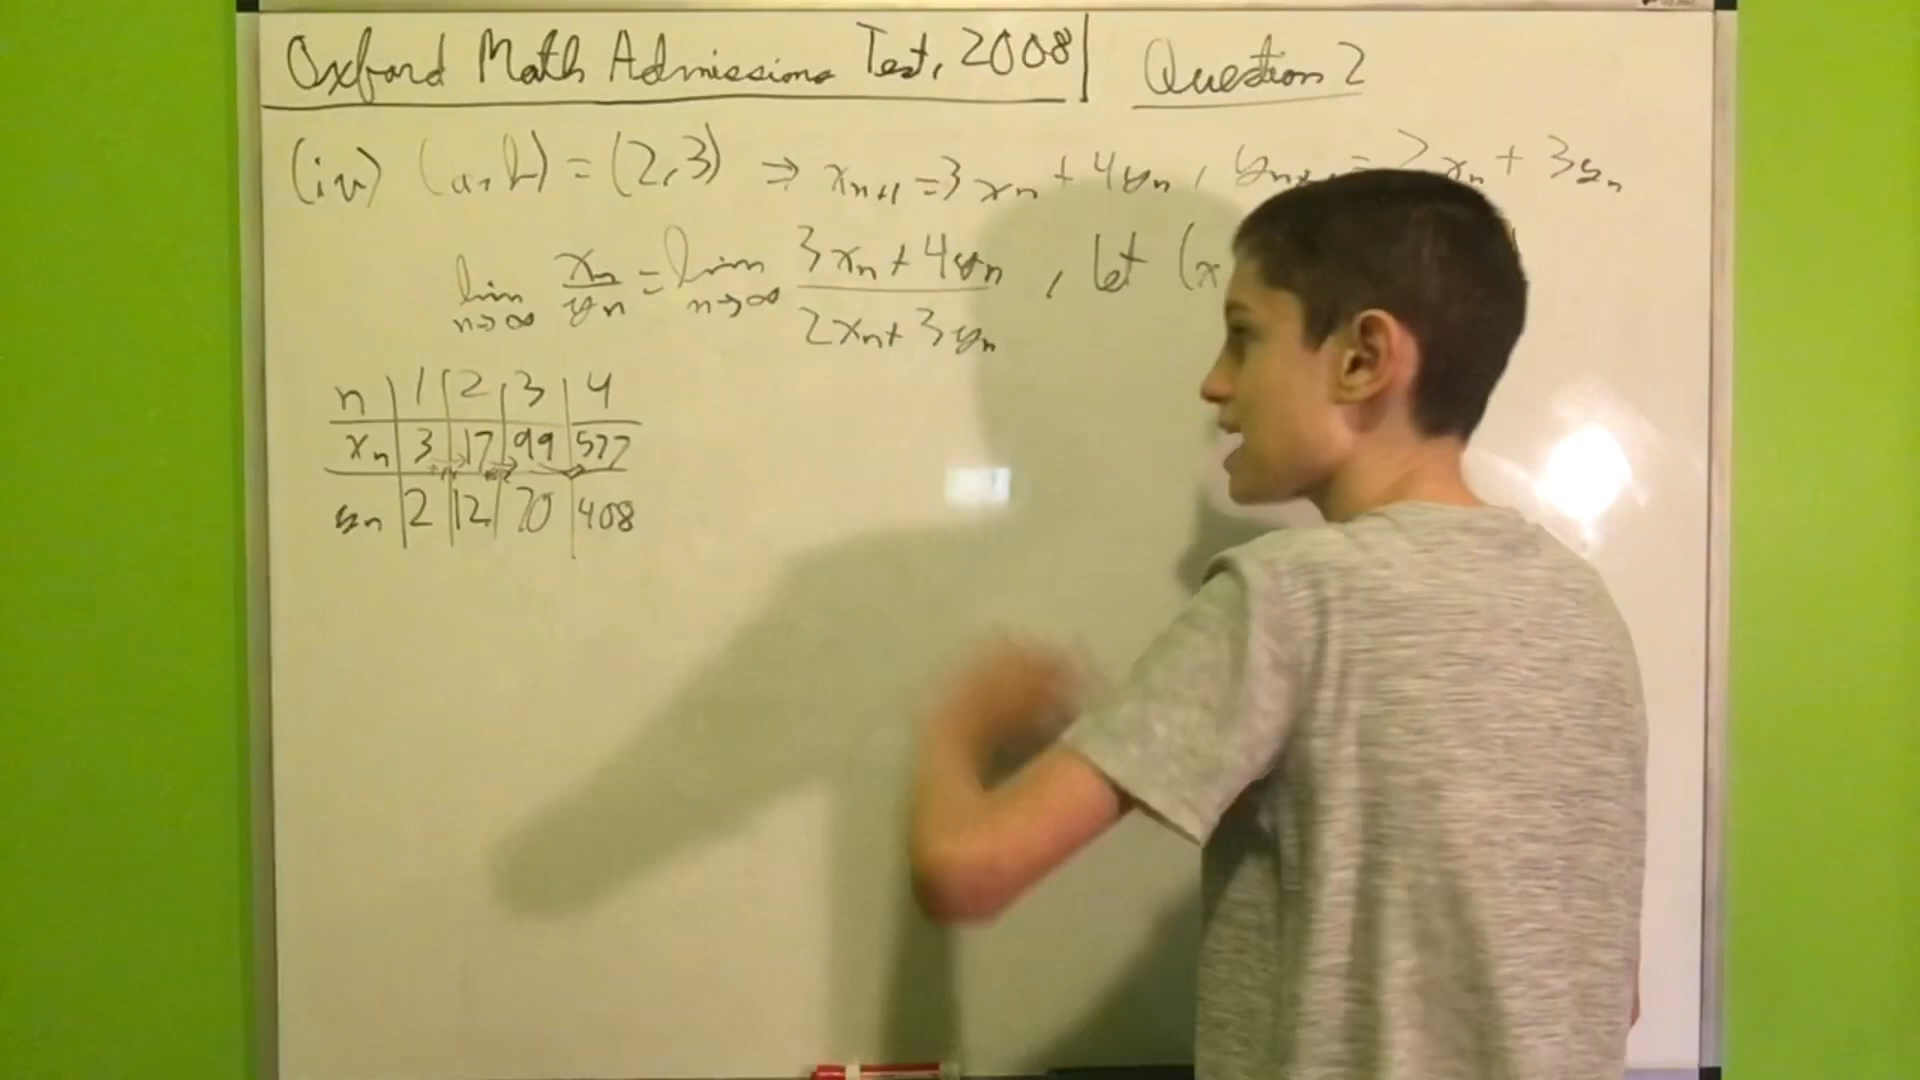 Oxford Math Admissions Test, 2008 | Question 2
(iv) (a,b) = (2,3) ⇒ xₙ₊₁ = 3xₙ + 4yₙ, yₙ₊₁ = 2xₙ + 3yₙ
lim n→∞ xₙ/yₙ = lim n→∞ (3xₙ + 4yₙ)/(2xₙ + 3yₙ), let (x
n | 1 | 2 | 3 | 4
xₙ | 3 | 17 | 99 | 577
yₙ | 2 | 12 | 70 | 408